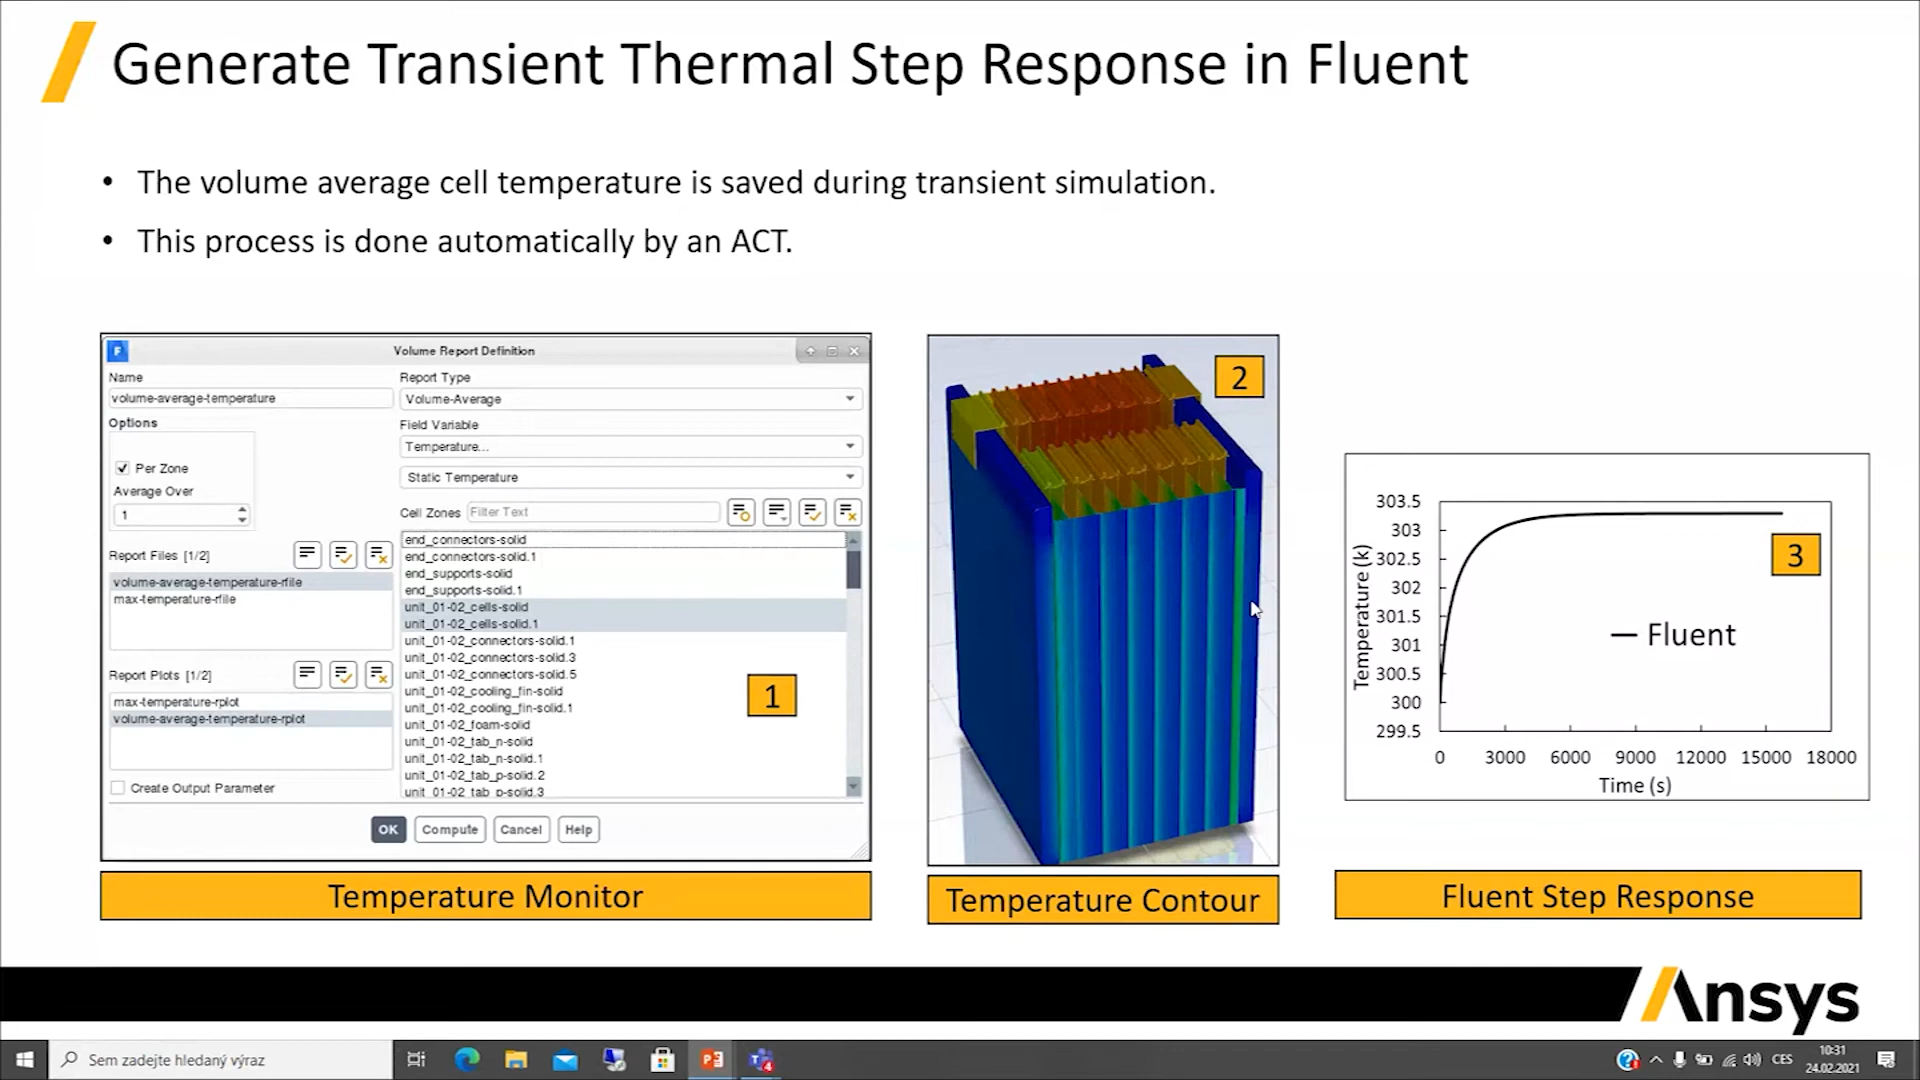 Generate Transient Thermal Step Response in Fluent
• The volume average cell temperature is saved during transient simulation.
• This process is done automatically by an ACT.
F
Volume Report Definition
Name
volume-average-temperature
Options
Per Zone
Average Over
1
Report Files [1/2]
volume-average-temperature-rfile
max-temperature-rfile
Report Plots [1/2]
max-temperature-rplot
volume-average-temperature-rplot
Create Output Parameter
Report Type
Volume-Average
Field Variable
Temperature...
Static Temperature
Cell Zones
Filter Text
end_connectors-solid
end_connectors-solid.1
end_supports-solid
end_supports-solid.1
unit_01-02_cells-solid
unit_01-02_cells-solid.1
unit_01-02_connectors-solid.1
unit_01-02_connectors-solid.3
unit_01-02_connectors-solid.5
unit_01-02_cooling_fin-solid
unit_01-02_cooling_fin-solid.1
unit_01-02_foam-solid
unit_01-02_tab_n-solid
unit_01-02_tab_n-solid.1
unit_01-02_tab_p-solid.2
unit_01-02_tab_p-solid.3
OK Compute Cancel Help
1
Temperature Monitor
2
Temperature Contour
Temperature (k)
303.5
303
302.5
302
301.5
301
300.5
300
299.5
0 3000 6000 9000 12000 15000 18000
Time (s)
Fluent
3
Fluent Step Response
Ansys
Sem zadejte hledaný výraz
4
CES
10:31
24.02.2021